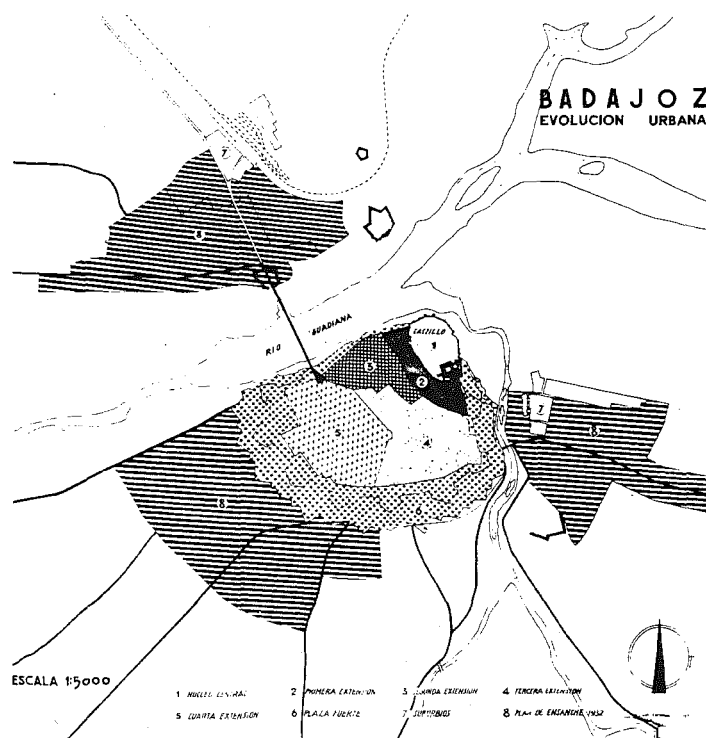 BADAJOZ
EVOLUCION URBANA
7
8
RIO GUADIANA
CASTILLO
1
3
2
7
8
5
4
8
6
ESCALA 1:5000
1 NUCLEO CENTRAL 2 PRIMERA EXTENSION 3 SEGUNDA EXTENSION 4 TERCERA EXTENSION
5 CUARTA EXTENSION 6 PLAZA FUERTE 7 SUBURBIOS 8 PLAN DE ENSANCHE 1952